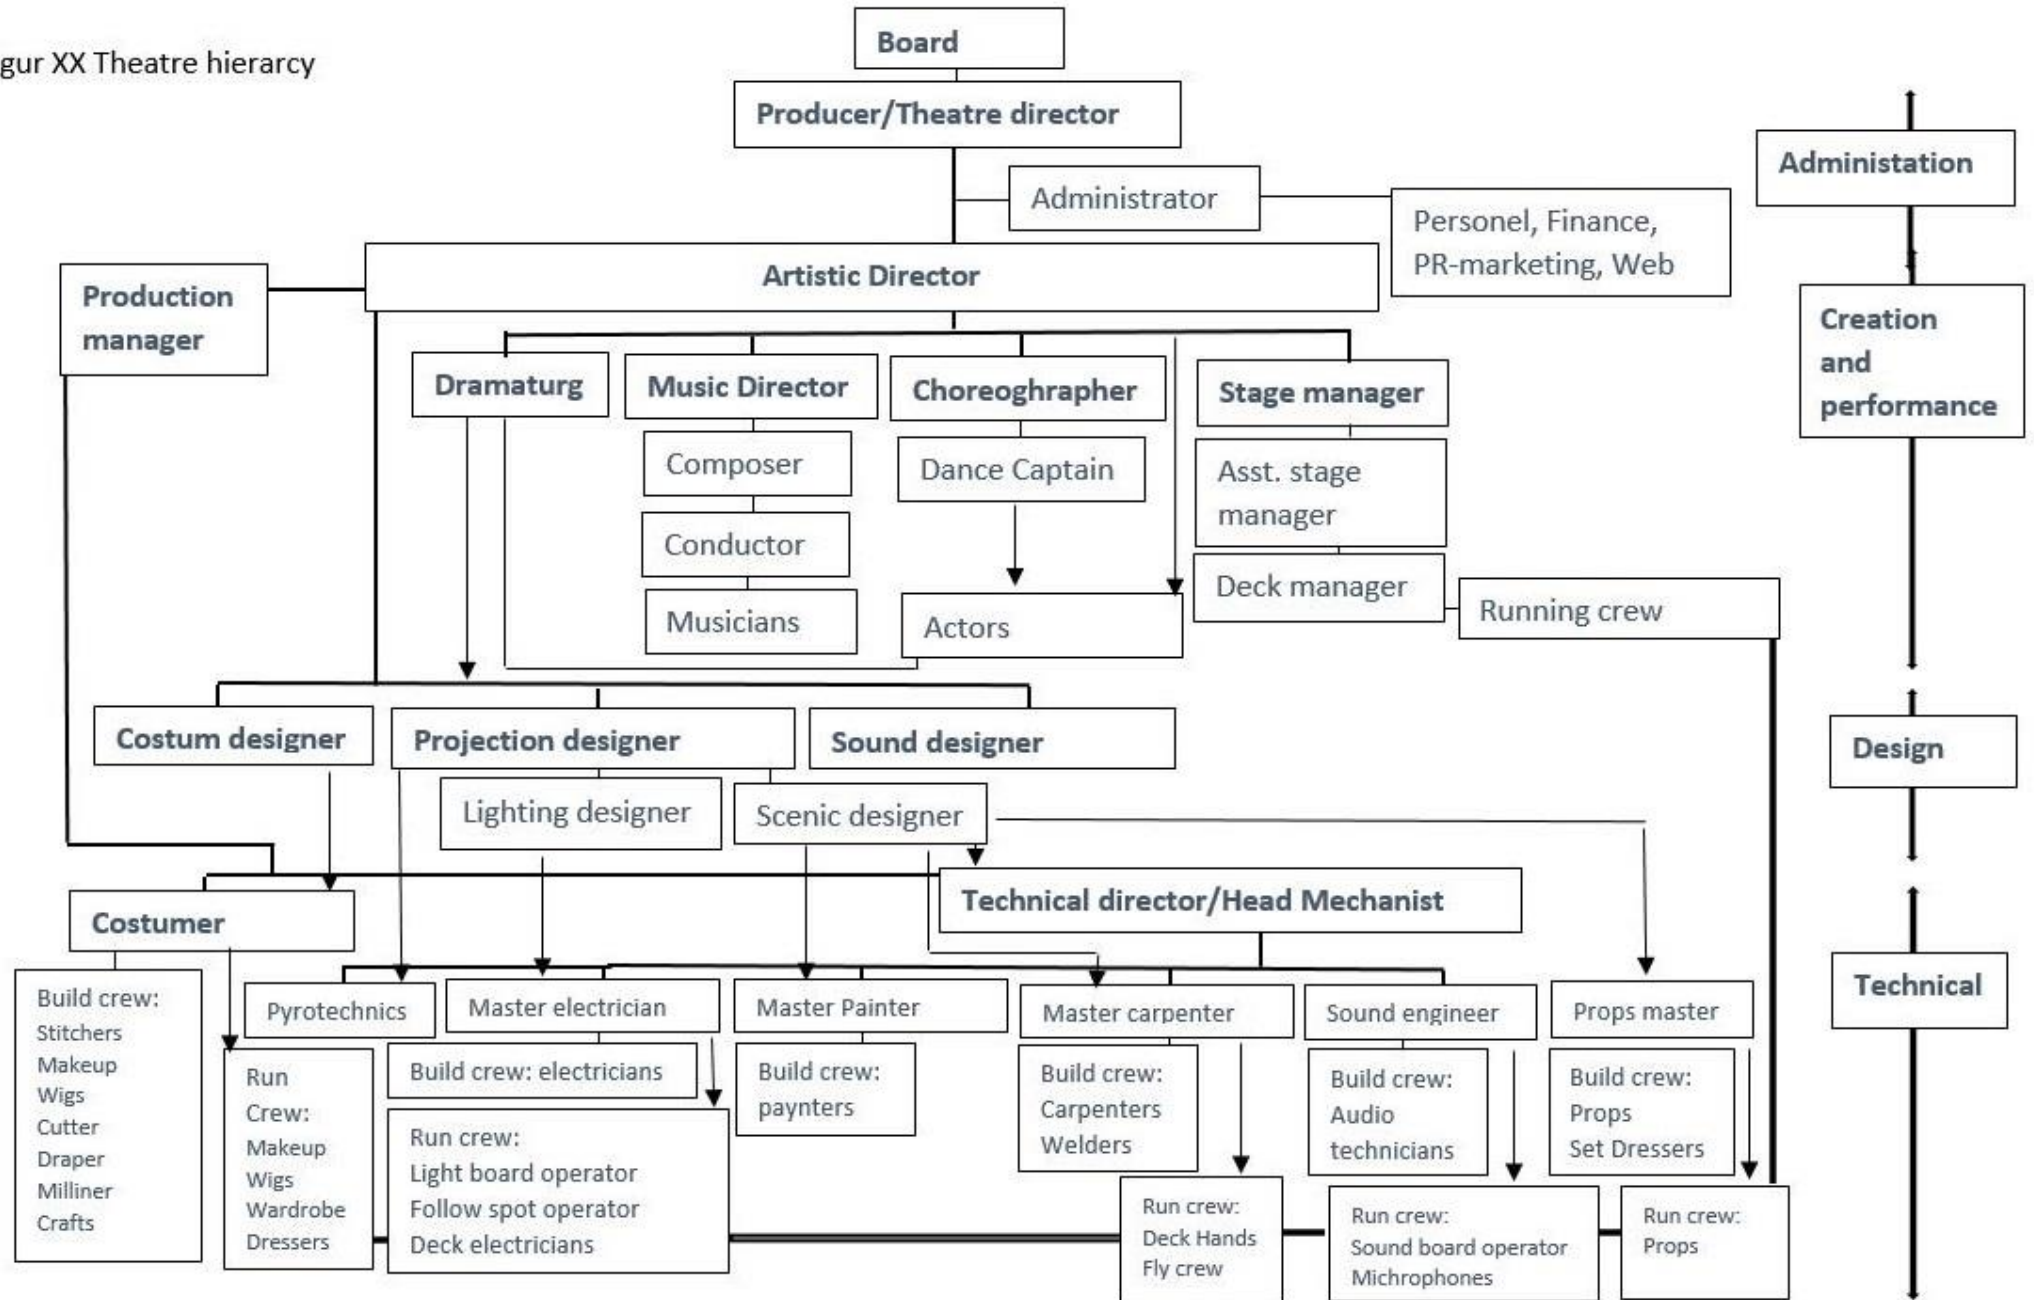 gur XX Theatre hierarcy
Board
Producer/Theatre director
Administrator
Personel, Finance,
PR-marketing, Web
Administation
Artistic Director
Production
manager
Creation
and
performance
Dramaturg
Music Director
Choreoghrapher
Stage manager
Composer
Dance Captain
Asst. stage
manager
Conductor
Deck manager
Running crew
Musicians
Actors
Costum designer
Projection designer
Sound designer
Design
Lighting designer
Scenic designer
Technical director/Head Mechanist
Costumer
Technical
Build crew:
Stitchers
Makeup
Wigs
Cutter
Draper
Milliner
Crafts
Run
Crew:
Makeup
Wigs
Wardrobe
Dressers
Pyrotechnics
Master electrician
Build crew: electricians
Run crew:
Light board operator
Follow spot operator
Deck electricians
Master Painter
Build crew:
paynters
Master carpenter
Build crew:
Carpenters
Welders
Run crew:
Deck Hands
Fly crew
Sound engineer
Build crew:
Audio
technicians
Run crew:
Sound board operator
Michrophones
Props master
Build crew:
Props
Set Dressers
Run crew:
Props